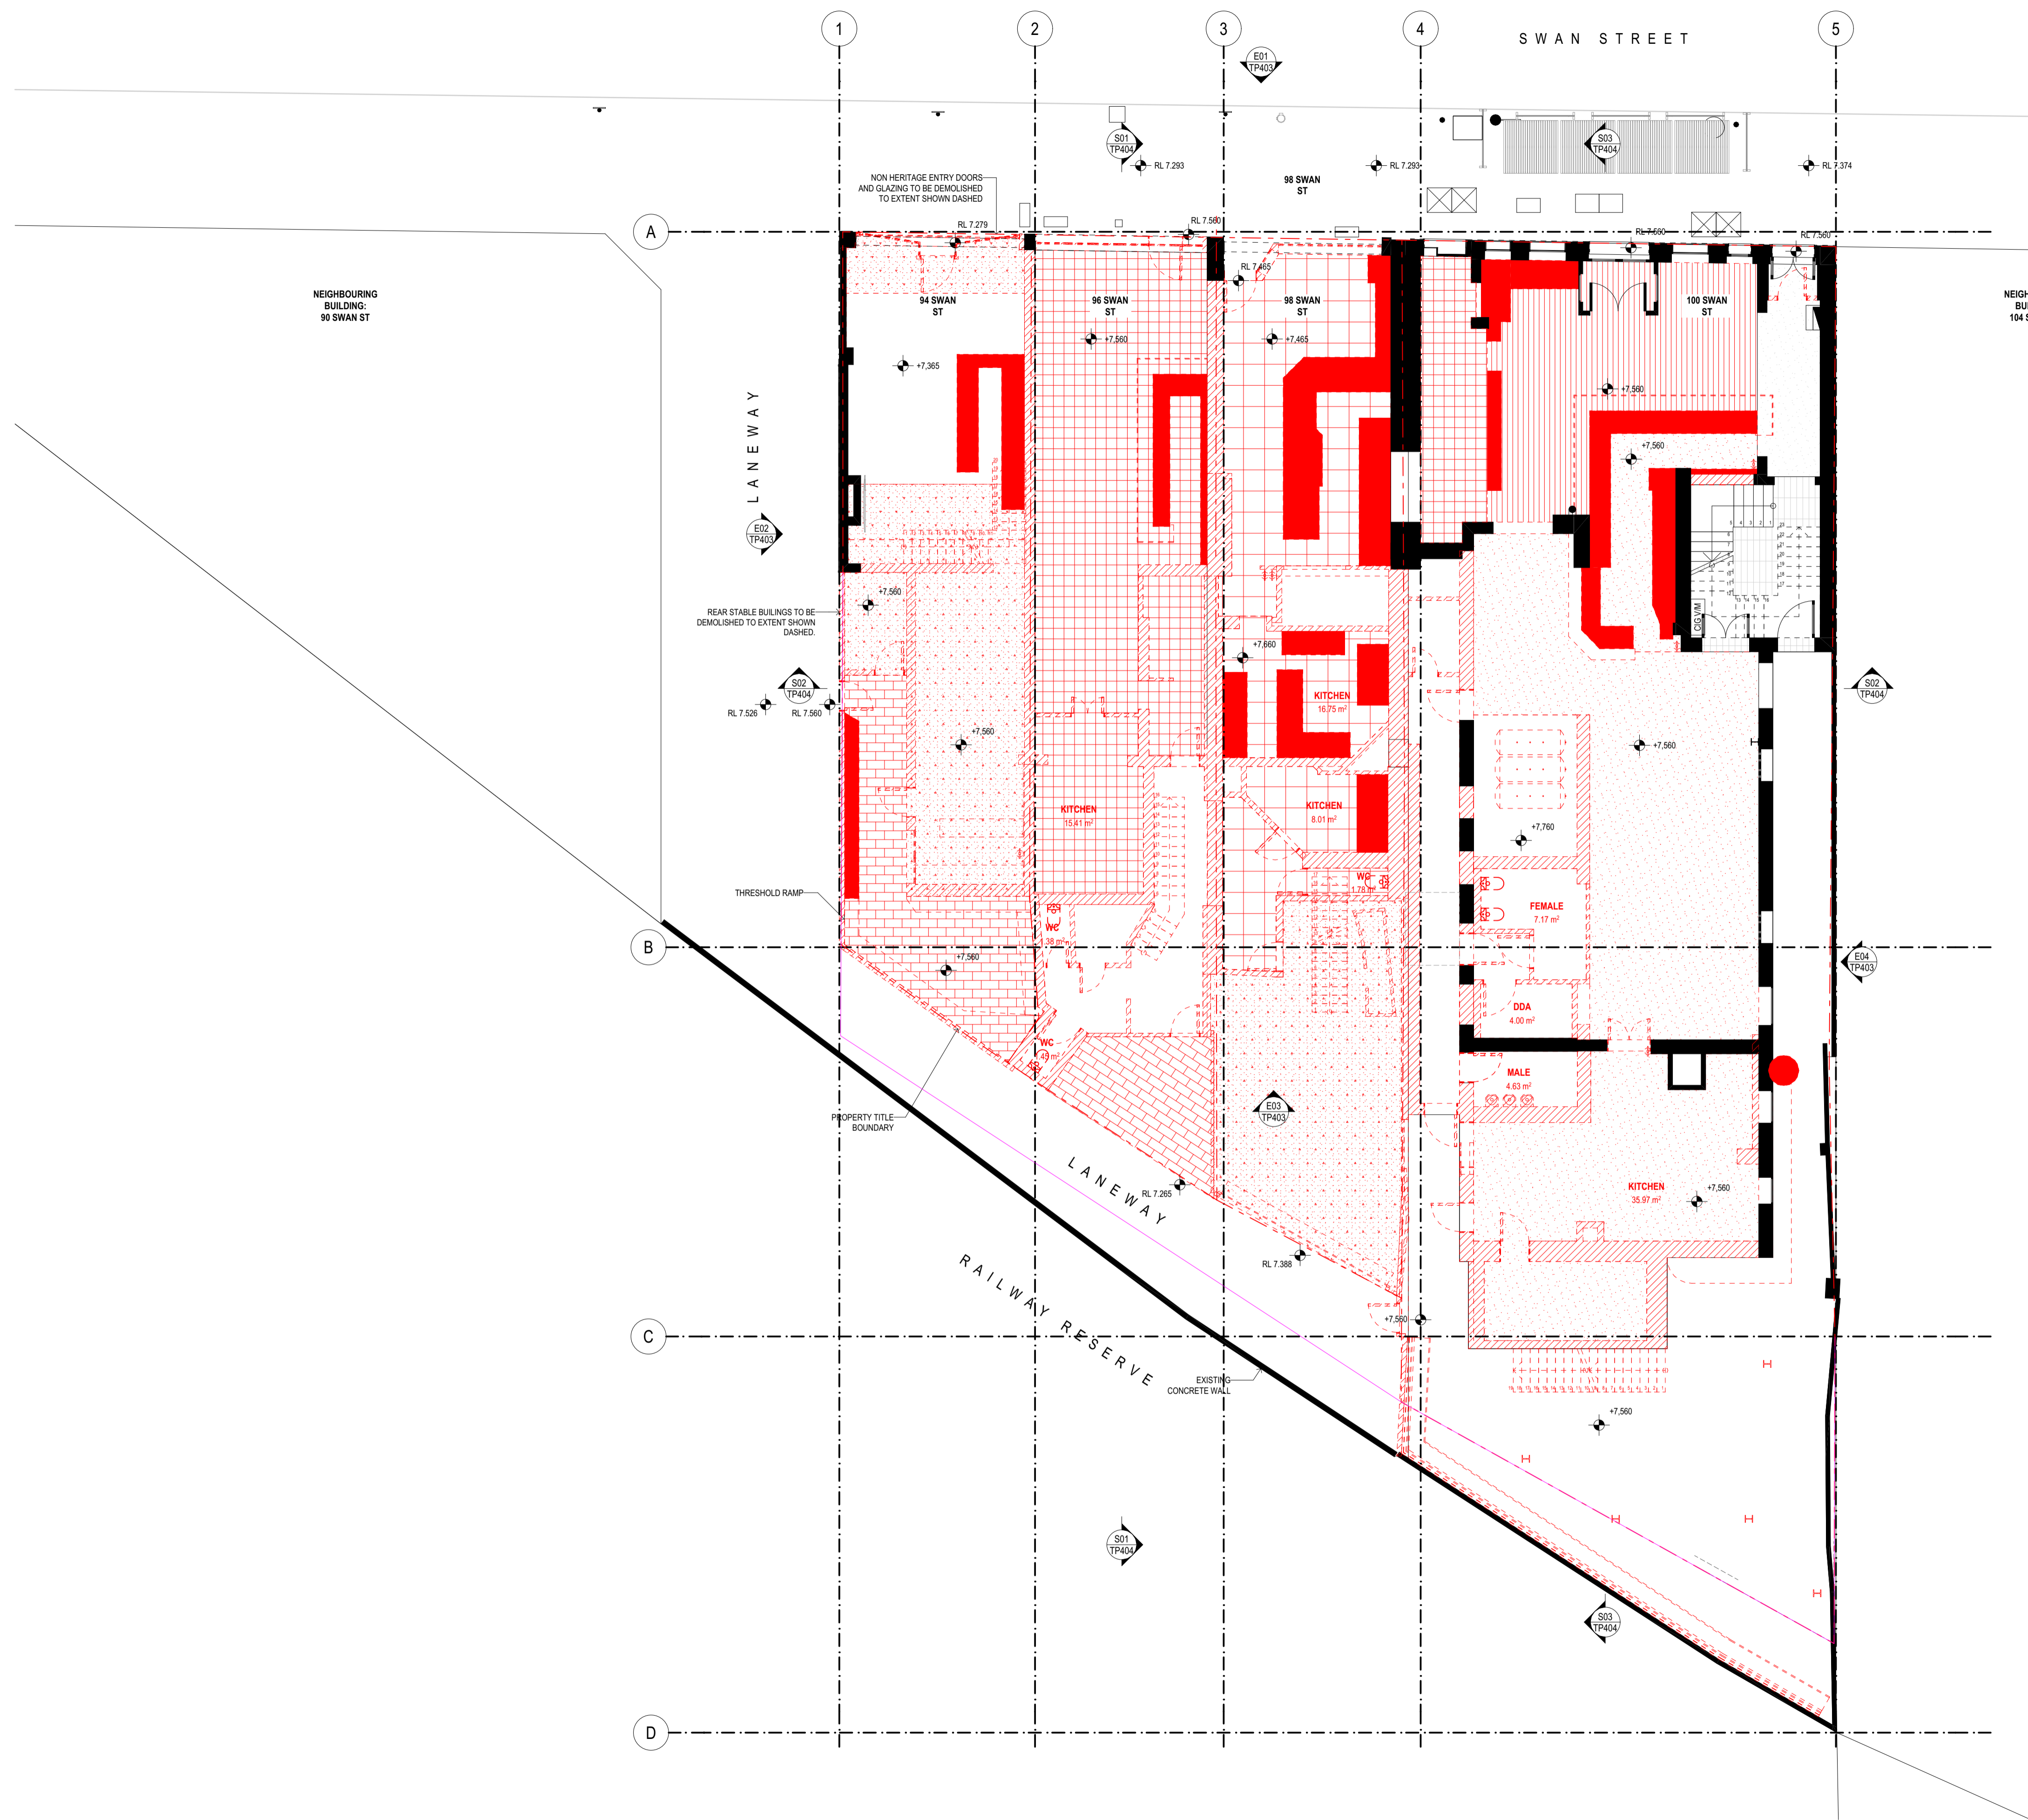 1
2
3
4
5
SWAN STREET
E01
TP403
S01
TP404
S03
TP404
RL 7.293
RL 7.293
RL 7.374
NON HERITAGE ENTRY DOORS
AND GLAZING TO BE DEMOLISHED
TO EXTENT SHOWN DASHED
98 SWAN
ST
A
RL 7.279
RL 7.560
RL 7.560
RL 7.560
RL 7.465
NEIGHBOURING
BUILDING:
90 SWAN ST
94 SWAN
ST
96 SWAN
ST
98 SWAN
ST
100 SWAN
ST
+7,560
+7,465
+7,365
+7,560
LANEWAY
+7,560
E02
TP403
+7,560
REAR STABLE BUILINGS TO BE
DEMOLISHED TO EXTENT SHOWN
DASHED.
CIG V/M
+7,660
S02
TP404
S02
TP404
KITCHEN
16.75 m²
RL 7.526
RL 7.560
+7,560
+7,560
KITCHEN
15.41 m²
KITCHEN
8.01 m²
+7,760
WC
1.78 m²
THRESHOLD RAMP
FEMALE
7.17 m²
WC
1.38 m²
B
+7,560
E04
TP403
DDA
4.00 m²
WC
MALE
4.63 m²
PROPERTY TITLE
BOUNDARY
E03
TP403
LANEWAY
RL 7.265
KITCHEN
35.97 m²
+7,560
RAILWAY RESERVE
RL 7.388
+7,560
C
EXISTING
CONCRETE WALL
+7,560
S01
TP404
S03
TP404
D